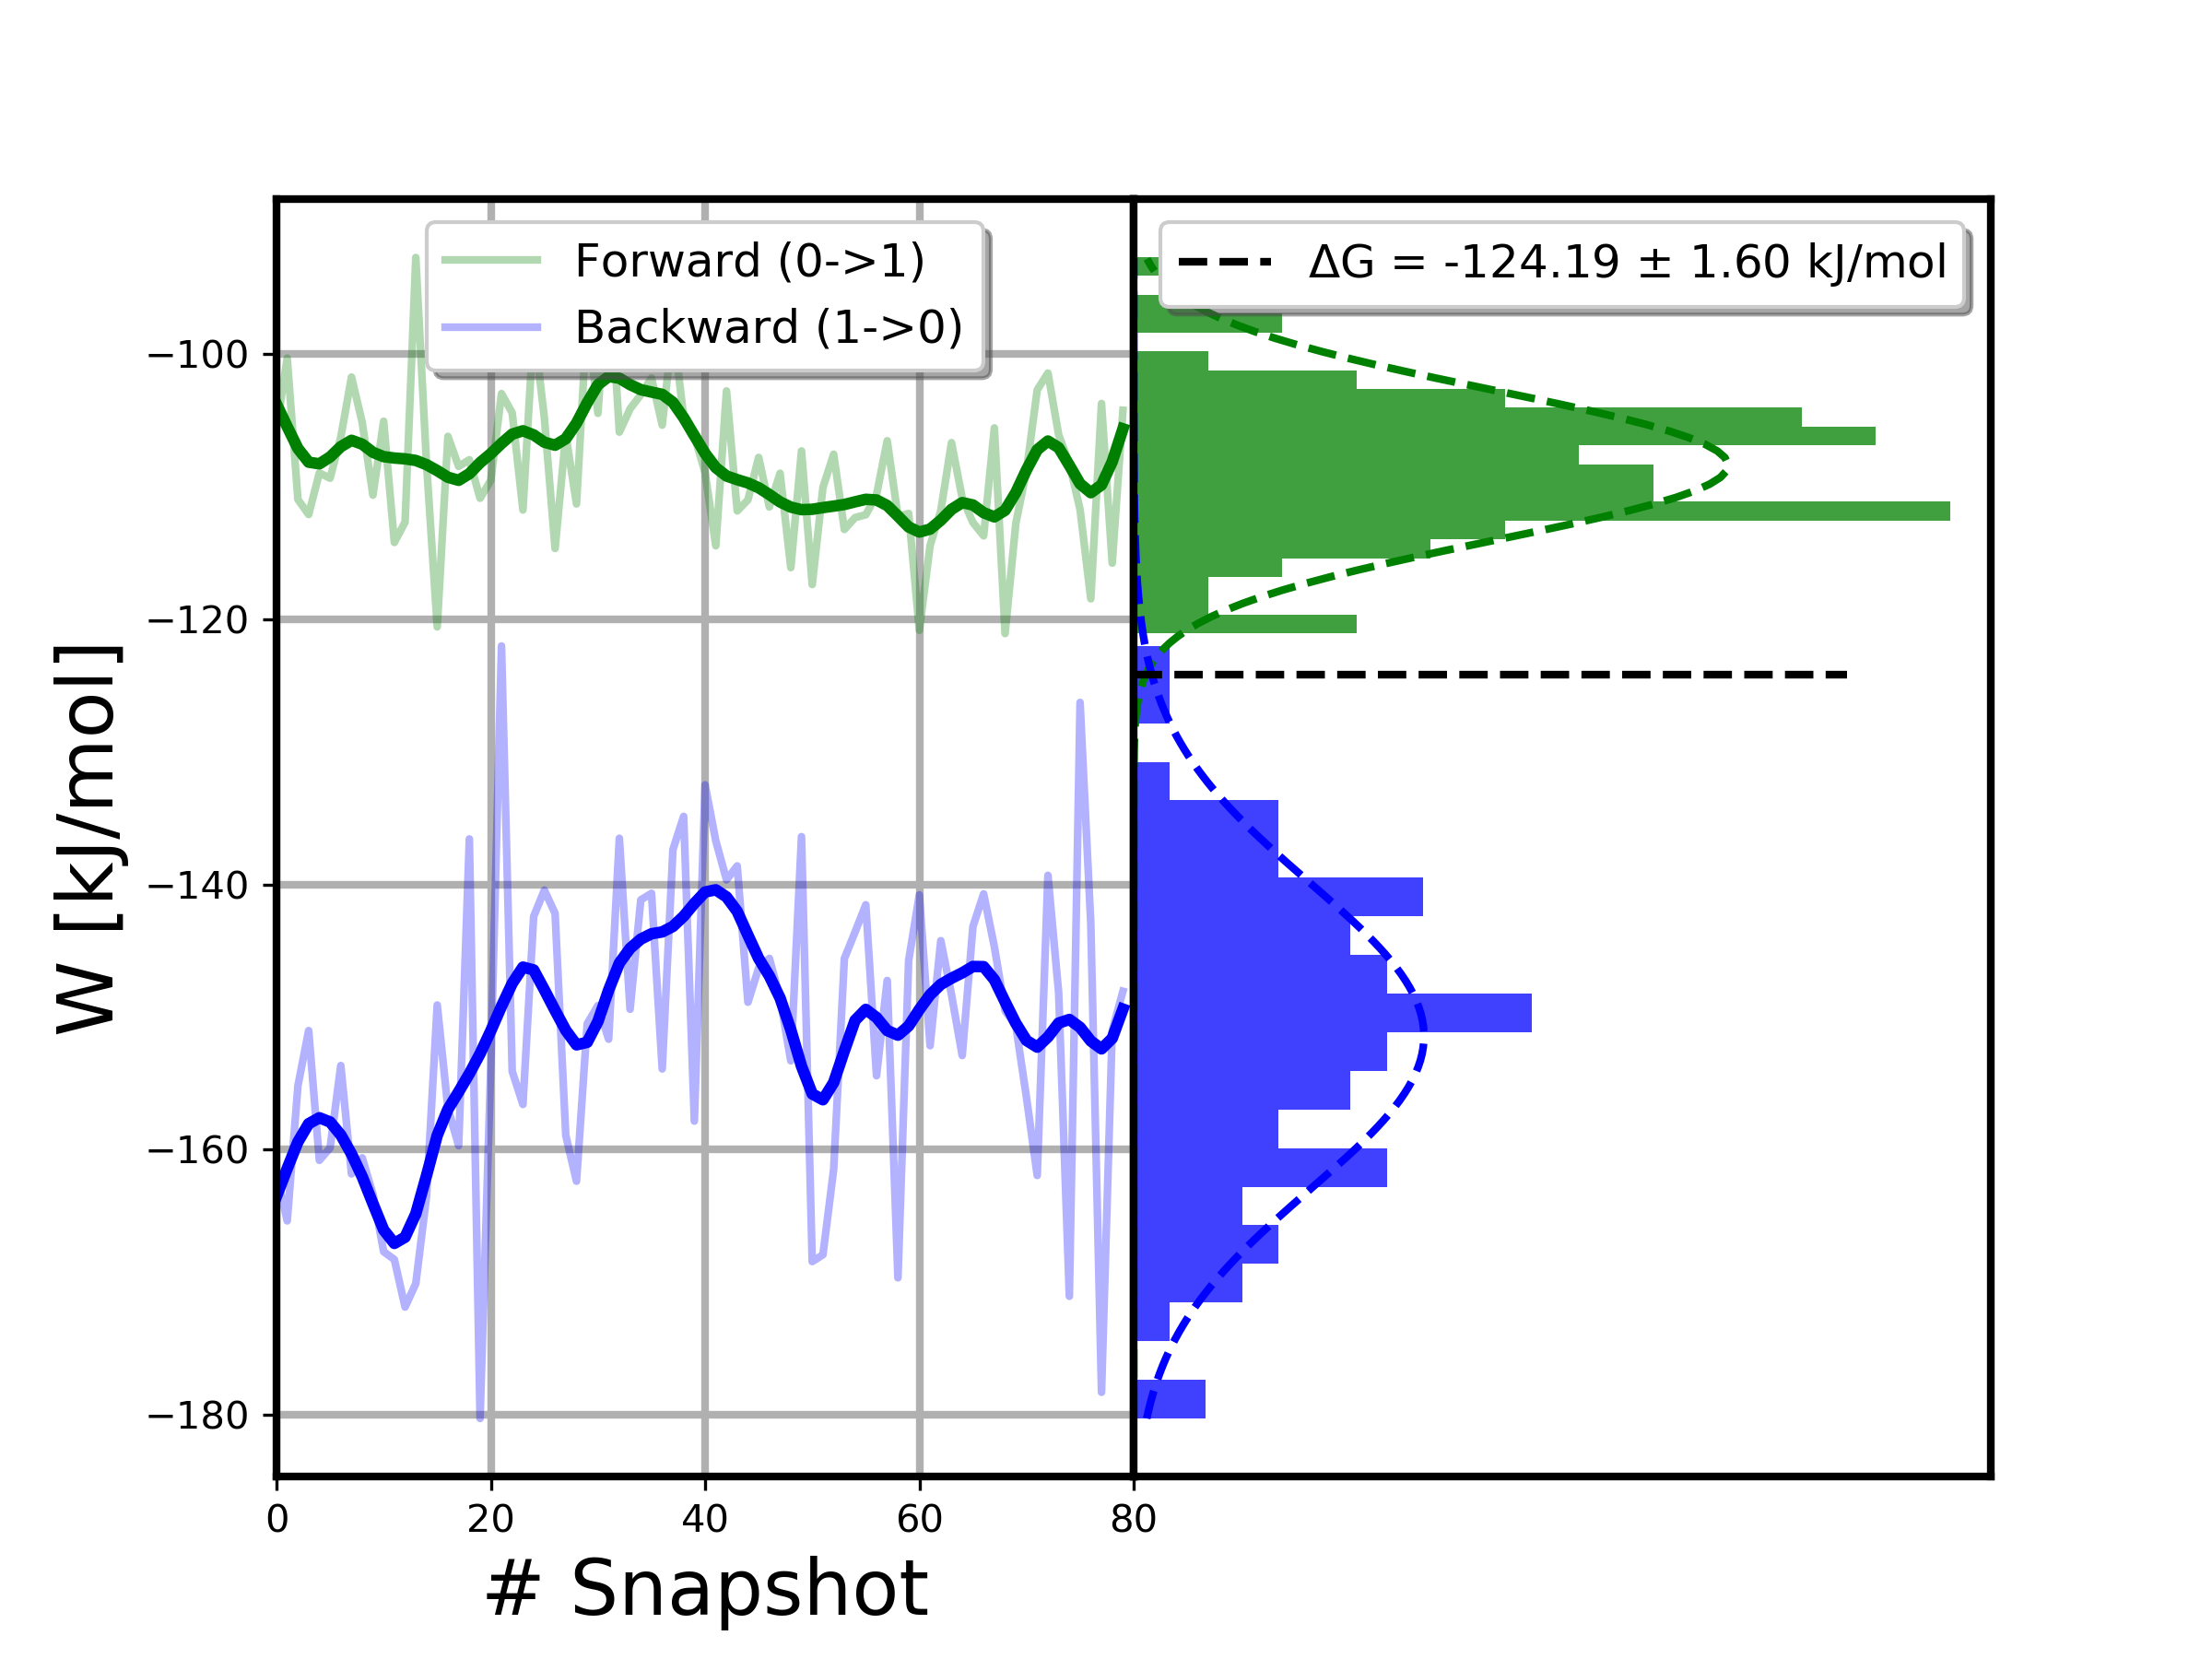 Forward (0->1)
Backward (1->0)
ΔG = -124.19 ± 1.60 kJ/mol
W [kJ/mol]
−100
−120
−140
−160
−180
0 20 40 60 80
# Snapshot